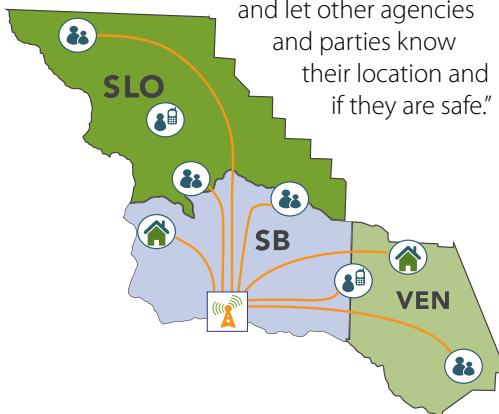 and let other agencies
and parties know
their location and
if they are safe."
SLO
SB
VEN